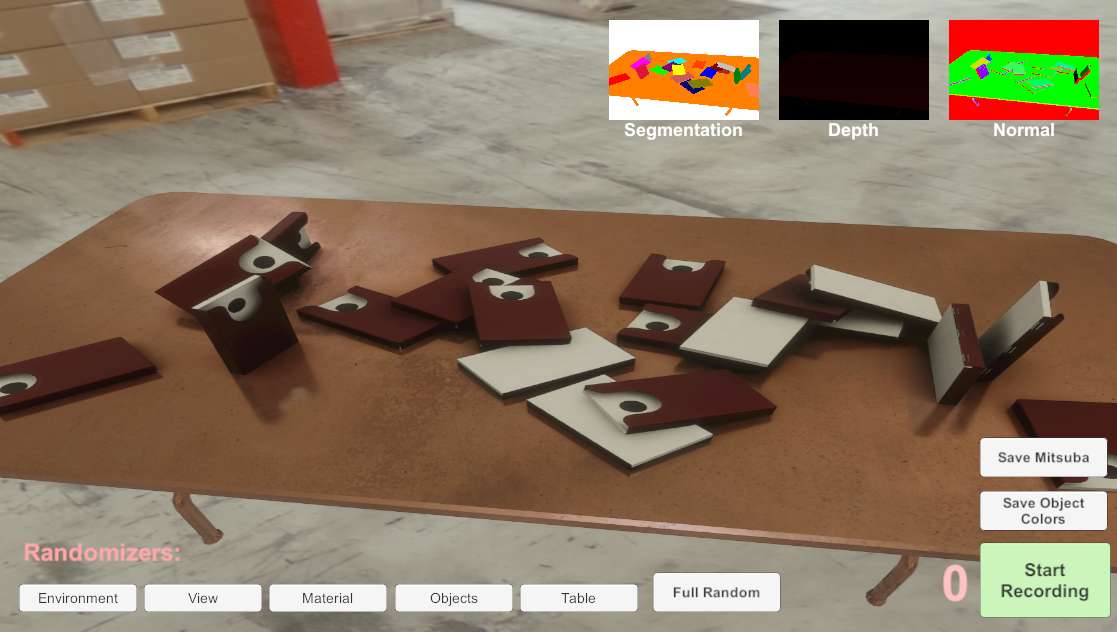 Segmentation
Depth
Normal
Save Mitsuba
Save Object
Colors
Randomizers:
0
Start
Recording
Environment
View
Material
Objects
Table
Full Random